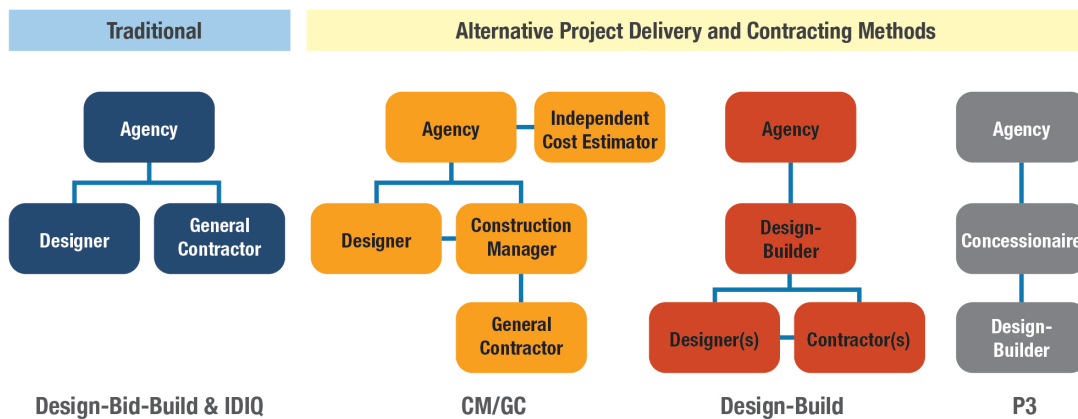 Traditional
Alternative Project Delivery and Contracting Methods
Agency
Designer
General
Contractor
Design-Bid-Build & IDIQ
Agency
Independent
Cost Estimator
Designer
Construction
Manager
General
Contractor
CM/GC
Agency
Design-
Builder
Designer(s)
Contractor(s)
Design-Build
Agency
Concessionaire
Design-
Builder
P3